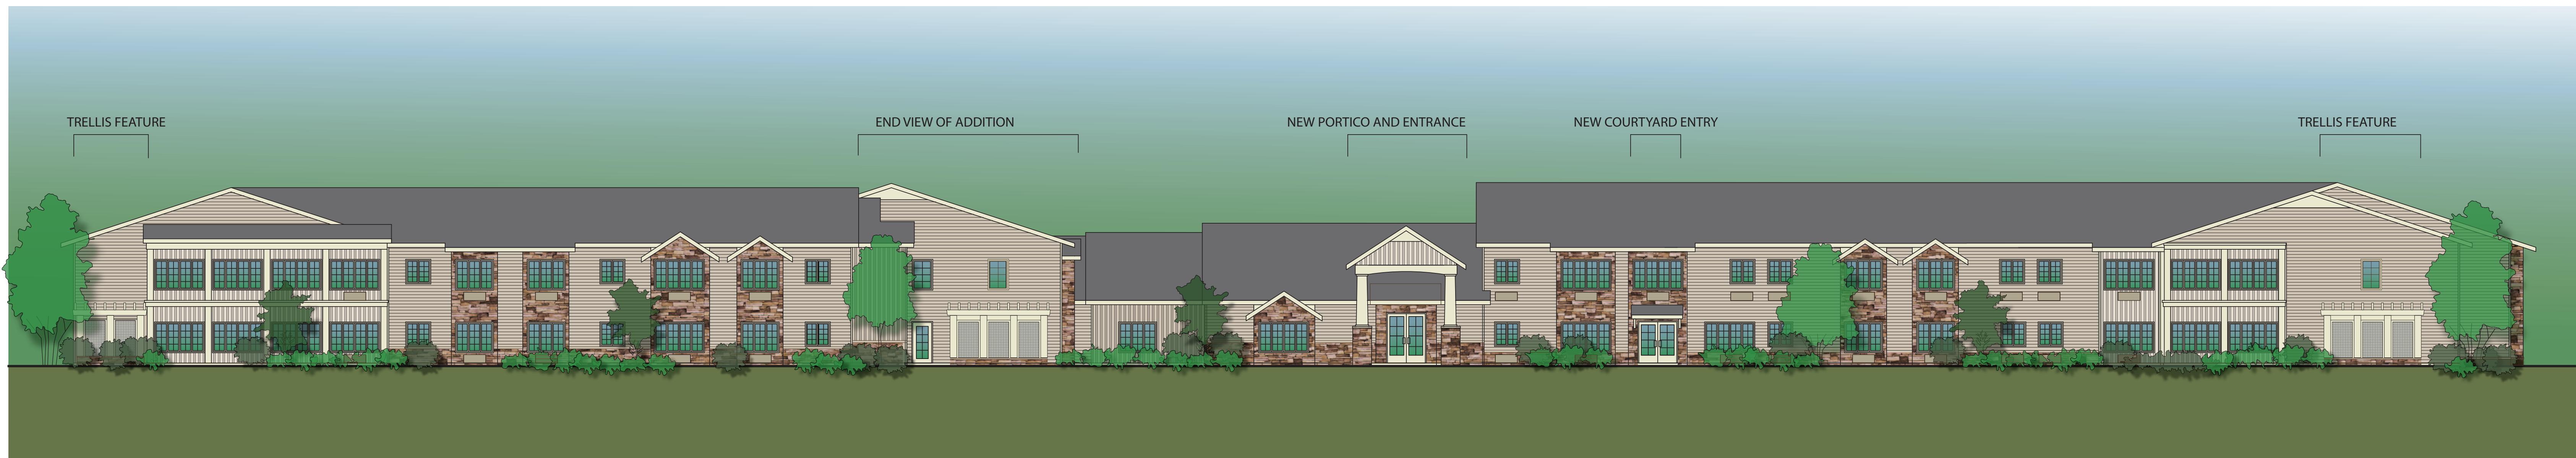 TRELLIS FEATURE
END VIEW OF ADDITION
NEW PORTICO AND ENTRANCE
NEW COURTYARD ENTRY
TRELLIS FEATURE